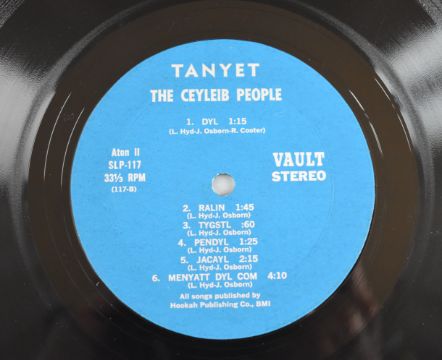 TANYET
THE CEYLEIB PEOPLE
1. DYL 1:15
(L. Hyd-J. Osborn-R. Coster)
Aton II
SLP-117
33⅓ RPM
(117-B)
VAULT
STEREO
2. RALIN 1:45
(L. Hyd-J. Osborn)
3. TYGSTL :60
(L. Hyd-J. Osborn)
4. PENDYL 1:25
(L. Hyd-J. Osborn)
5. JACAYL 2:15
(L. Hyd-J. Osborn)
6. MENYATT DYL COM 4:10
(L. Hyd-J. Osborn)
All songs published by
Hookah Publishing Co., BMI